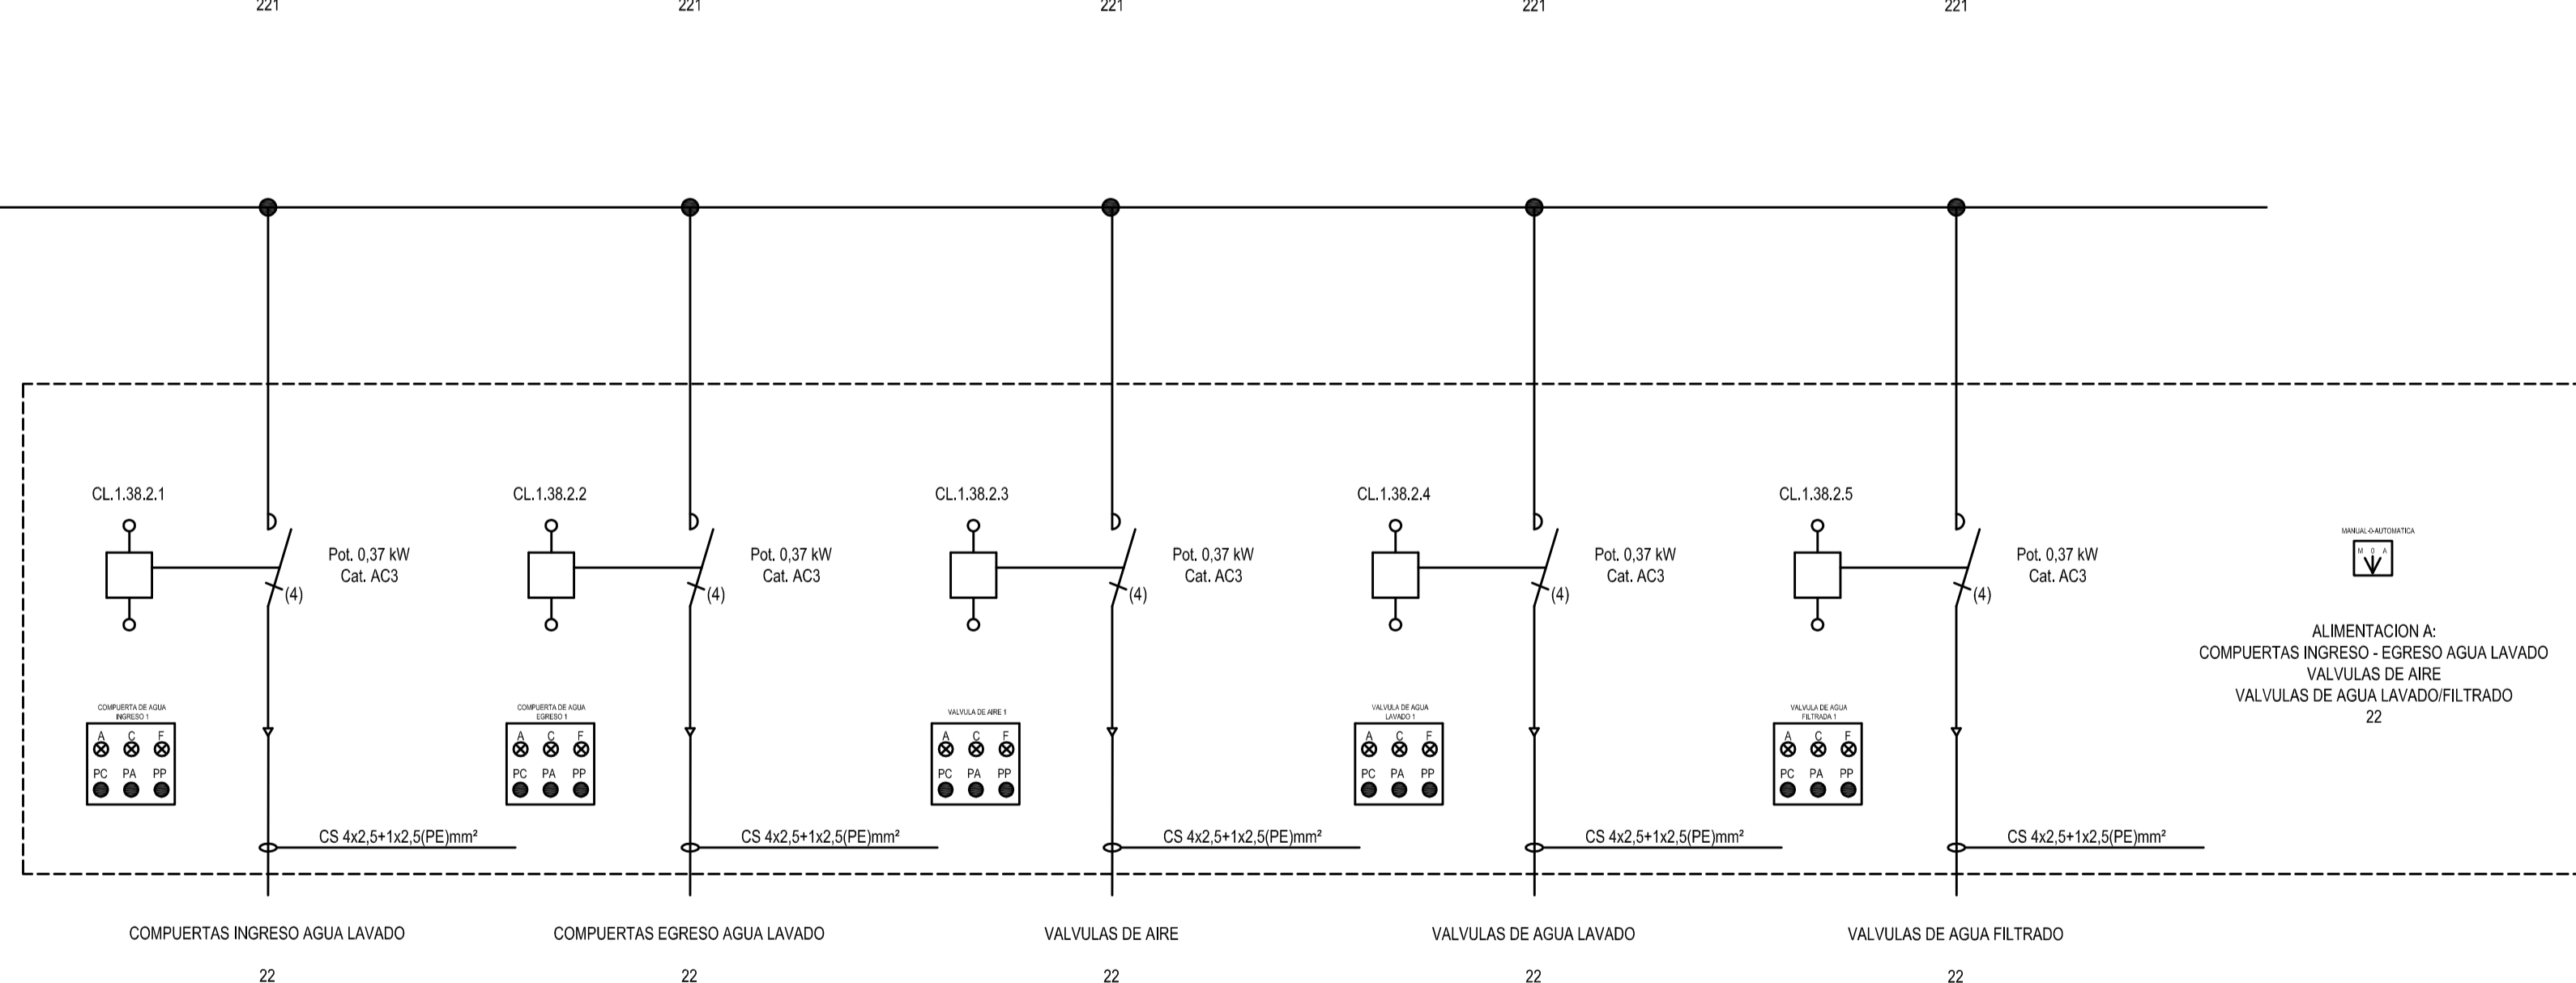 221
221
221
221
221
CL.1.38.2.1
CL.1.38.2.2
CL.1.38.2.3
CL.1.38.2.4
CL.1.38.2.5
MANUAL-0-AUTOMATICA
M 0 A
Pot. 0,37 kW
Cat. AC3
(4)
Pot. 0,37 kW
Cat. AC3
(4)
Pot. 0,37 kW
Cat. AC3
(4)
Pot. 0,37 kW
Cat. AC3
(4)
Pot. 0,37 kW
Cat. AC3
(4)
ALIMENTACION A:
COMPUERTAS INGRESO - EGRESO AGUA LAVADO
VALVULAS DE AIRE
VALVULAS DE AGUA LAVADO/FILTRADO
22
COMPUERTA DE AGUA
INGRESO 1
A C F
PC PA PP
COMPUERTA DE AGUA
EGRESO 1
A C F
PC PA PP
VALVULA DE AIRE 1
A C F
PC PA PP
VALVULA DE AGUA
LAVADO 1
A C F
PC PA PP
VALVULA DE AGUA
FILTRADA 1
A C F
PC PA PP
CS 4x2,5+1x2,5(PE)mm²
CS 4x2,5+1x2,5(PE)mm²
CS 4x2,5+1x2,5(PE)mm²
CS 4x2,5+1x2,5(PE)mm²
CS 4x2,5+1x2,5(PE)mm²
COMPUERTAS INGRESO AGUA LAVADO
22
COMPUERTAS EGRESO AGUA LAVADO
22
VALVULAS DE AIRE
22
VALVULAS DE AGUA LAVADO
22
VALVULAS DE AGUA FILTRADO
22